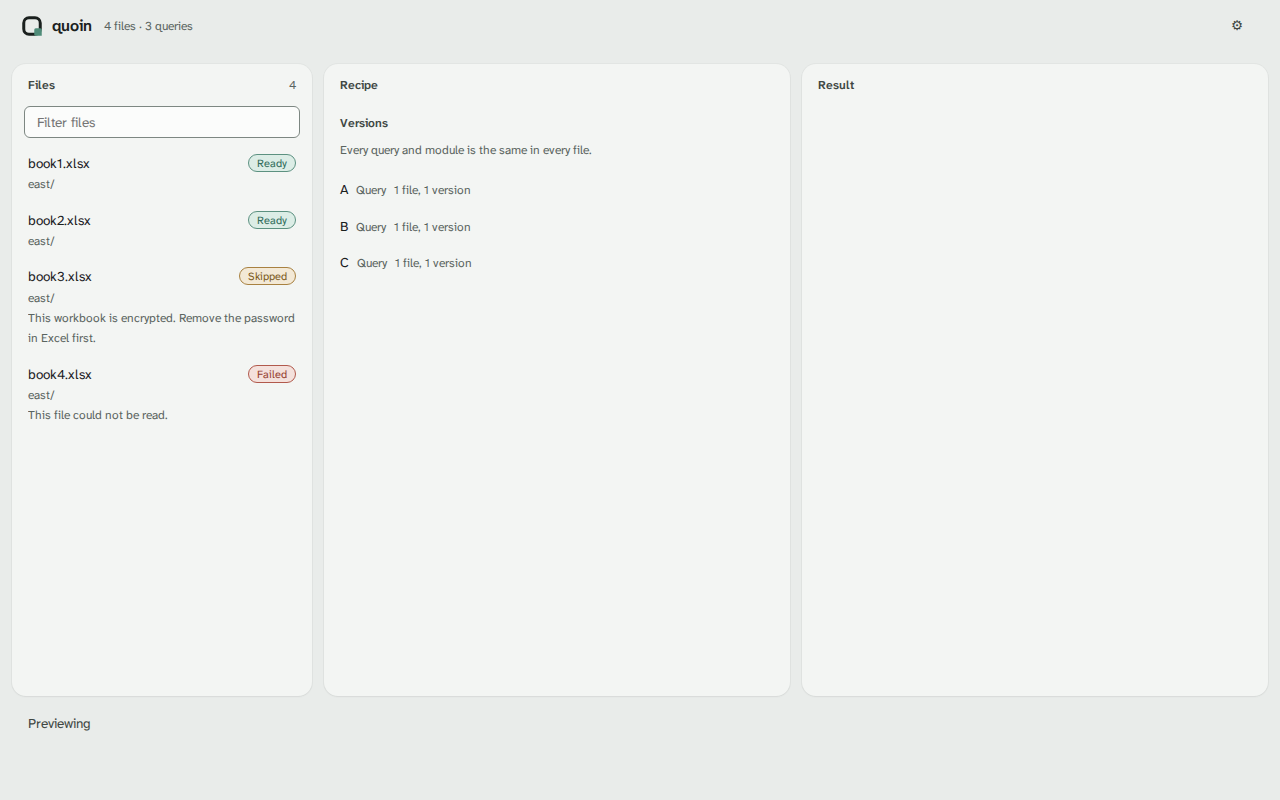 quoin 4 files · 3 queries
Files 4
Filter files
book1.xlsx Ready
east/
book2.xlsx Ready
east/
book3.xlsx Skipped
east/
This workbook is encrypted. Remove the password
in Excel first.
book4.xlsx Failed
east/
This file could not be read.
Recipe
Versions
Every query and module is the same in every file.
A Query 1 file, 1 version
B Query 1 file, 1 version
C Query 1 file, 1 version
Result
Previewing